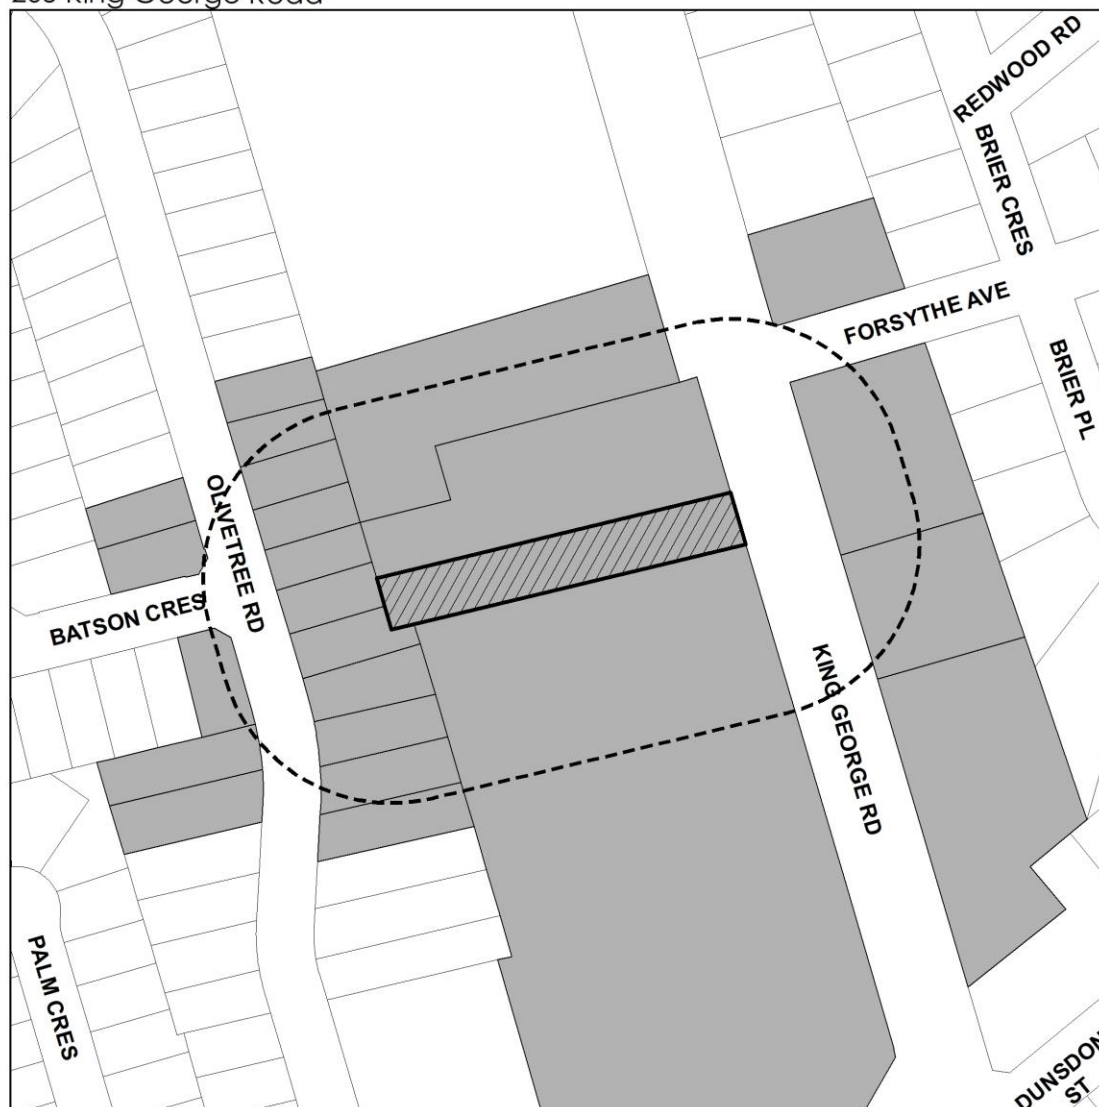 REDWOOD RD
BRIER CRES
FORSYTHE AVE
BRIER PL
OLIVETREE RD
BATSON CRES
KING GEORGE RD
PALM CRES
DUNSDON
ST